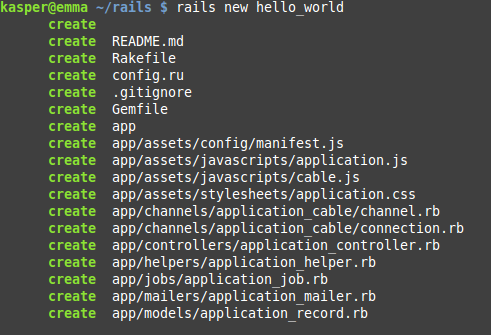 kasper@emma ~/rails $ rails new hello_world
create
create README.md
create Rakefile
create config.ru
create .gitignore
create Gemfile
create app
create app/assets/config/manifest.js
create app/assets/javascripts/application.js
create app/assets/javascripts/cable.js
create app/assets/stylesheets/application.css
create app/channels/application_cable/channel.rb
create app/channels/application_cable/connection.rb
create app/controllers/application_controller.rb
create app/helpers/application_helper.rb
create app/jobs/application_job.rb
create app/mailers/application_mailer.rb
create app/models/application_record.rb